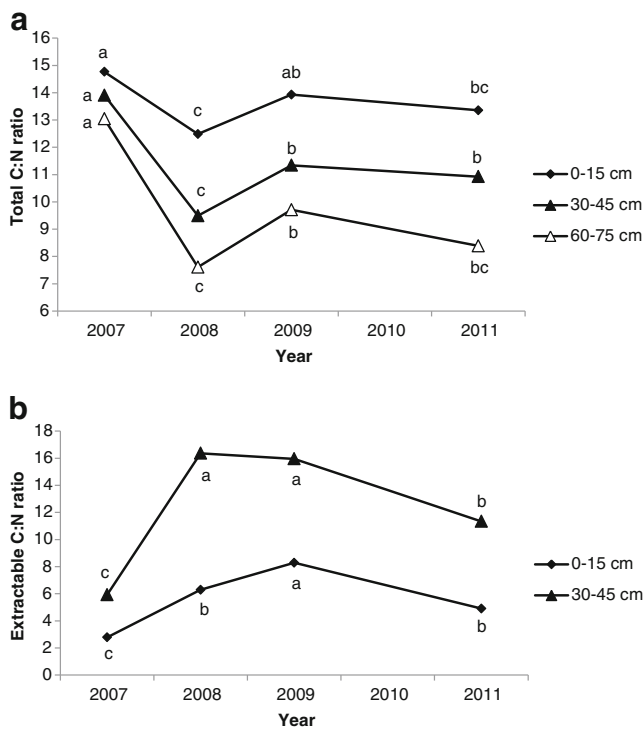 a
16
15
14
13
12
11
10
9
8
7
6
Total C:N ratio
a
a
a
c
c
c
ab
b
b
bc
b
bc
2007 2008 2009 2010 2011
Year
0-15 cm
30-45 cm
60-75 cm
b
18
16
14
12
10
8
6
4
2
0
Extractable C:N ratio
c
c
a
b
a
a
b
b
2007 2008 2009 2010 2011
Year
0-15 cm
30-45 cm